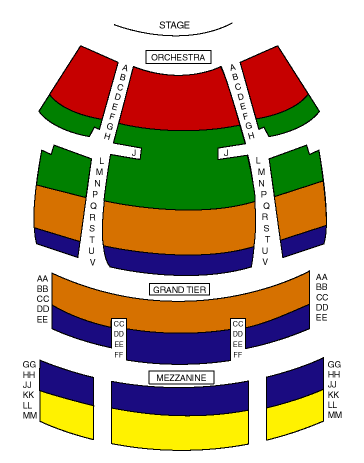 STAGE
ORCHESTRA
A A
B B
C C
D D
E E
F F
G G
H H
J J
L L
M M
N N
P P
Q Q
R R
S S
T T
U U
V V
GRAND TIER
AA AA
BB BB
CC CC
DD DD
EE EE
CC CC
DD DD
EE EE
FF FF
MEZZANINE
GG GG
HH HH
JJ JJ
KK KK
LL LL
MM MM